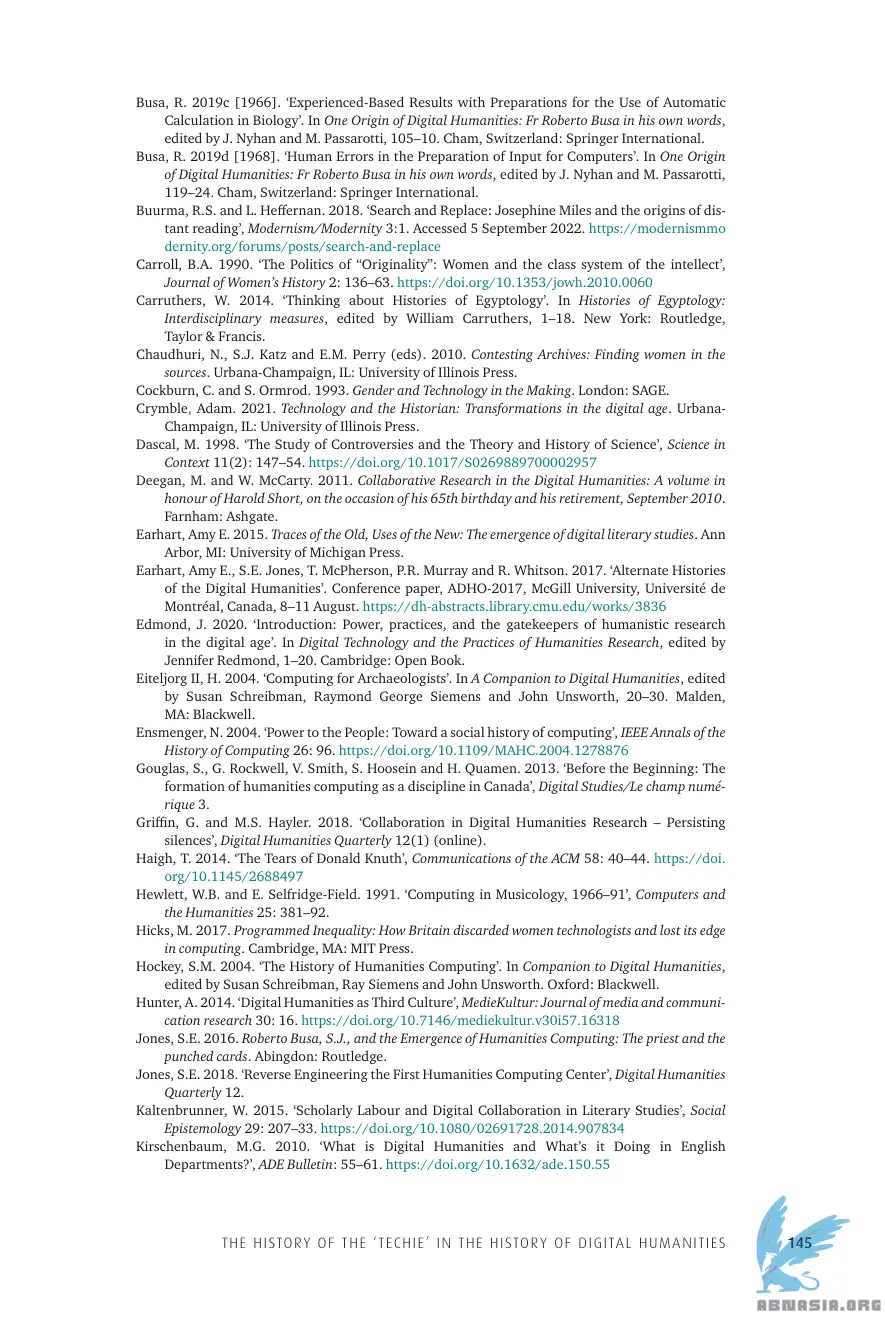 Busa, R. 2019c [1966]. ‘Experienced-Based Results with Preparations for the Use of Automatic
Calculation in Biology’. In One Origin of Digital Humanities: Fr Roberto Busa in his own words,
edited by J. Nyhan and M. Passarotti, 105–10. Cham, Switzerland: Springer International.
Busa, R. 2019d [1968]. ‘Human Errors in the Preparation of Input for Computers’. In One Origin
of Digital Humanities: Fr Roberto Busa in his own words, edited by J. Nyhan and M. Passarotti,
119–24. Cham, Switzerland: Springer International.
Buurma, R.S. and L. Heffernan. 2018. ‘Search and Replace: Josephine Miles and the origins of dis-
tant reading’, Modernism/Modernity 3:1. Accessed 5 September 2022. https://modernismmo
dernity.org/forums/posts/search-and-replace
Carroll, B.A. 1990. ‘The Politics of “Originality”: Women and the class system of the intellect’,
Journal of Women’s History 2: 136–63. https://doi.org/10.1353/jowh.2010.0060
Carruthers, W. 2014. ‘Thinking about Histories of Egyptology’. In Histories of Egyptology:
Interdisciplinary measures, edited by William Carruthers, 1–18. New York: Routledge,
Taylor & Francis.
Chaudhuri, N., S.J. Katz and E.M. Perry (eds). 2010. Contesting Archives: Finding women in the
sources. Urbana-Champaign, IL: University of Illinois Press.
Cockburn, C. and S. Ormrod. 1993. Gender and Technology in the Making. London: SAGE.
Crymble, Adam. 2021. Technology and the Historian: Transformations in the digital age. Urbana-
Champaign, IL: University of Illinois Press.
Dascal, M. 1998. ‘The Study of Controversies and the Theory and History of Science’, Science in
Context 11(2): 147–54. https://doi.org/10.1017/S0269889700002957
Deegan, M. and W. McCarty. 2011. Collaborative Research in the Digital Humanities: A volume in
honour of Harold Short, on the occasion of his 65th birthday and his retirement, September 2010.
Farnham: Ashgate.
Earhart, Amy E. 2015. Traces of the Old, Uses of the New: The emergence of digital literary studies. Ann
Arbor, MI: University of Michigan Press.
Earhart, Amy E., S.E. Jones, T. McPherson, P.R. Murray and R. Whitson. 2017. ‘Alternate Histories
of the Digital Humanities’. Conference paper, ADHO-2017, McGill University, Université de
Montréal, Canada, 8–11 August. https://dh-abstracts.library.cmu.edu/works/3836
Edmond, J. 2020. ‘Introduction: Power, practices, and the gatekeepers of humanistic research
in the digital age’. In Digital Technology and the Practices of Humanities Research, edited by
Jennifer Redmond, 1–20. Cambridge: Open Book.
Eiteljorg II, H. 2004. ‘Computing for Archaeologists’. In A Companion to Digital Humanities, edited
by Susan Schreibman, Raymond George Siemens and John Unsworth, 20–30. Malden,
MA: Blackwell.
Ensmenger, N. 2004. ‘Power to the People: Toward a social history of computing’, IEEE Annals of the
History of Computing 26: 96. https://doi.org/10.1109/MAHC.2004.1278876
Gouglas, S., G. Rockwell, V. Smith, S. Hoosein and H. Quamen. 2013. ‘Before the Beginning: The
formation of humanities computing as a discipline in Canada’, Digital Studies/Le champ numé-
rique 3.
Griffin, G. and M.S. Hayler. 2018. ‘Collaboration in Digital Humanities Research – Persisting
silences’, Digital Humanities Quarterly 12(1) (online).
Haigh, T. 2014. ‘The Tears of Donald Knuth’, Communications of the ACM 58: 40–44. https://doi.
org/10.1145/2688497
Hewlett, W.B. and E. Selfridge-Field. 1991. ‘Computing in Musicology, 1966–91’, Computers and
the Humanities 25: 381–92.
Hicks, M. 2017. Programmed Inequality: How Britain discarded women technologists and lost its edge
in computing. Cambridge, MA: MIT Press.
Hockey, S.M. 2004. ‘The History of Humanities Computing’. In Companion to Digital Humanities,
edited by Susan Schreibman, Ray Siemens and John Unsworth. Oxford: Blackwell.
Hunter, A. 2014. ‘Digital Humanities as Third Culture’, MedieKultur: Journal of media and communi-
cation research 30: 16. https://doi.org/10.7146/mediekultur.v30i57.16318
Jones, S.E. 2016. Roberto Busa, S.J., and the Emergence of Humanities Computing: The priest and the
punched cards. Abingdon: Routledge.
Jones, S.E. 2018. ‘Reverse Engineering the First Humanities Computing Center’, Digital Humanities
Quarterly 12.
Kaltenbrunner, W. 2015. ‘Scholarly Labour and Digital Collaboration in Literary Studies’, Social
Epistemology 29: 207–33. https://doi.org/10.1080/02691728.2014.907834
Kirschenbaum, M.G. 2010. ‘What is Digital Humanities and What’s it Doing in English
Departments?’, ADE Bulletin: 55–61. https://doi.org/10.1632/ade.150.55
THE HISTORY OF THE ‘TECHIE’ IN THE HISTORY OF DIGITAL HUMANITIES 145
ABNASIA.ORG